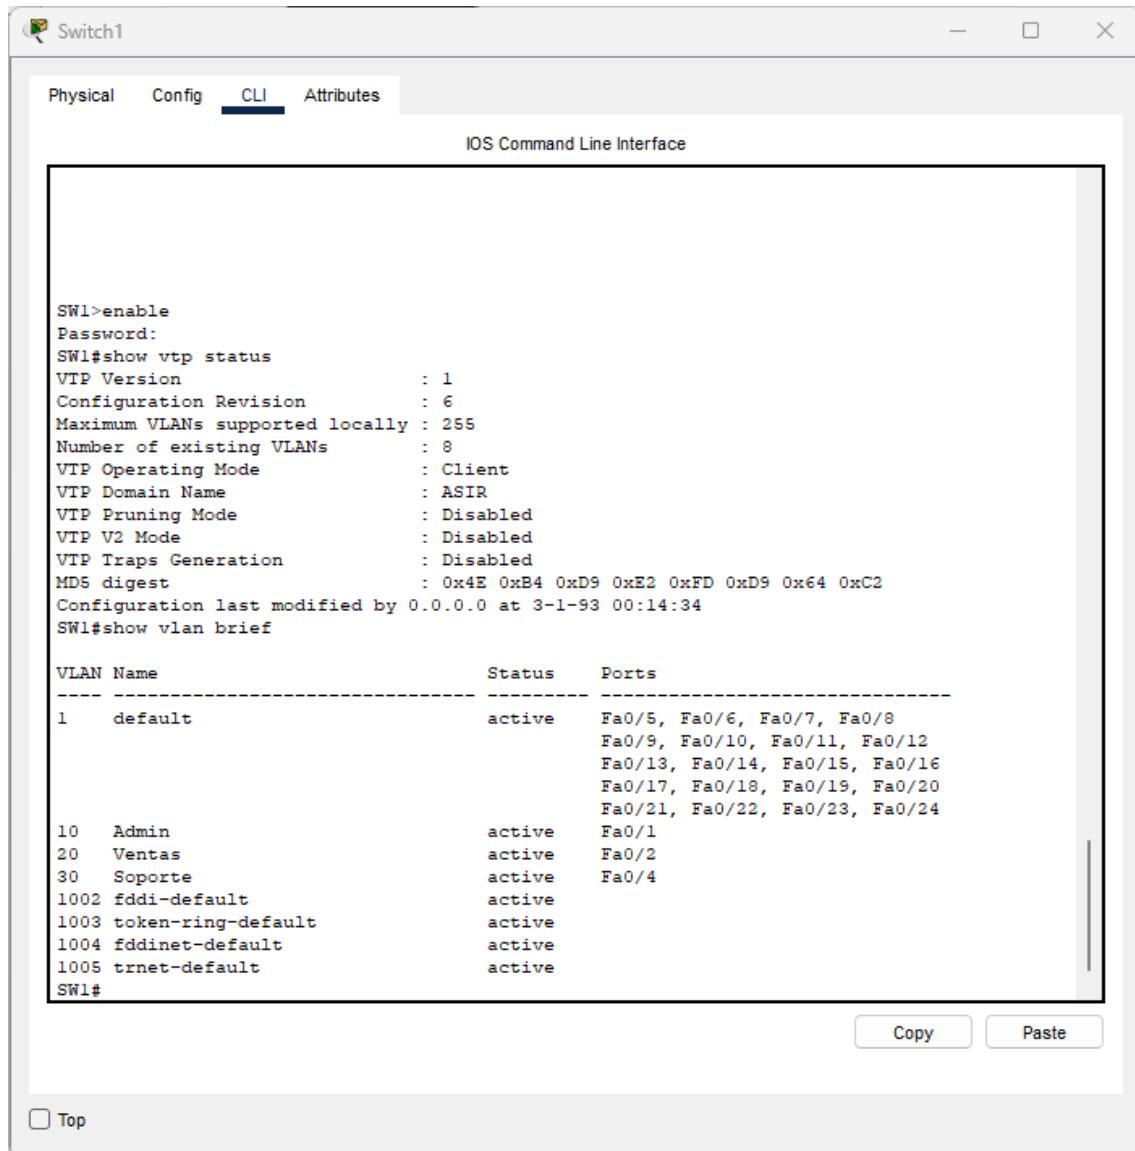 Switch1
Physical Config CLI Attributes
IOS Command Line Interface
SW1>enable
Password:
SW1#show vtp status
VTP Version                     : 1
Configuration Revision          : 6
Maximum VLANs supported locally : 255
Number of existing VLANs        : 8
VTP Operating Mode              : Client
VTP Domain Name                 : ASIR
VTP Pruning Mode                : Disabled
VTP V2 Mode                     : Disabled
VTP Traps Generation            : Disabled
MD5 digest                      : 0x4E 0xB4 0xD9 0xE2 0xFD 0xD9 0x64 0xC2
Configuration last modified by 0.0.0.0 at 3-1-93 00:14:34
SW1#show vlan brief
VLAN Name                             Status    Ports
---- -------------------------------- --------- -------------------------------
1    default                          active    Fa0/5, Fa0/6, Fa0/7, Fa0/8
                                                Fa0/9, Fa0/10, Fa0/11, Fa0/12
                                                Fa0/13, Fa0/14, Fa0/15, Fa0/16
                                                Fa0/17, Fa0/18, Fa0/19, Fa0/20
                                                Fa0/21, Fa0/22, Fa0/23, Fa0/24
10   Admin                            active    Fa0/1
20   Ventas                           active    Fa0/2
30   Soporte                          active    Fa0/4
1002 fddi-default                     active
1003 token-ring-default               active
1004 fddinet-default                  active
1005 trnet-default                    active
SW1#
Copy Paste
Top